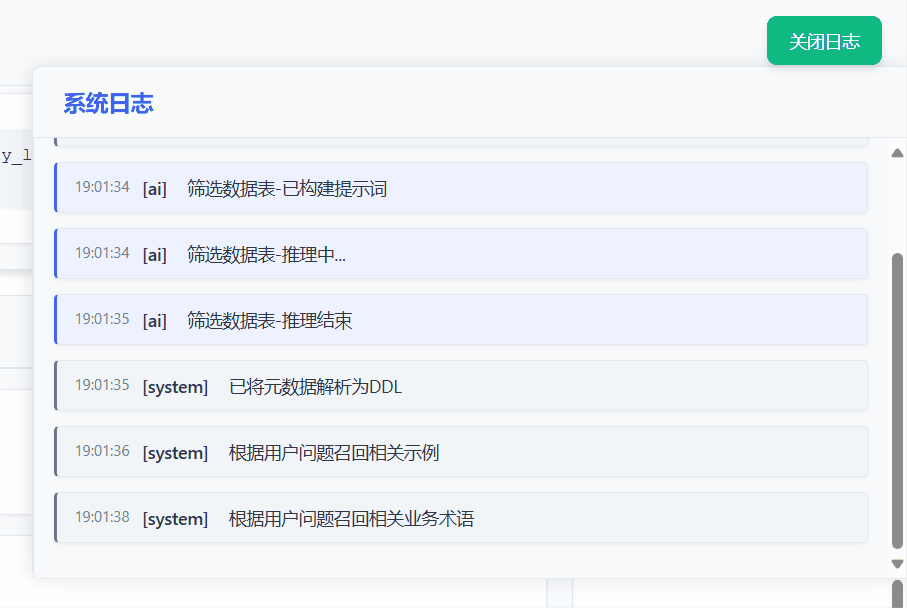 关闭日志
系统日志
y_l
19:01:34 [ai] 筛选数据表-已构建提示词
19:01:34 [ai] 筛选数据表-推理中...
19:01:35 [ai] 筛选数据表-推理结束
19:01:35 [system] 已将元数据解析为DDL
19:01:36 [system] 根据用户问题召回相关示例
19:01:38 [system] 根据用户问题召回相关业务术语